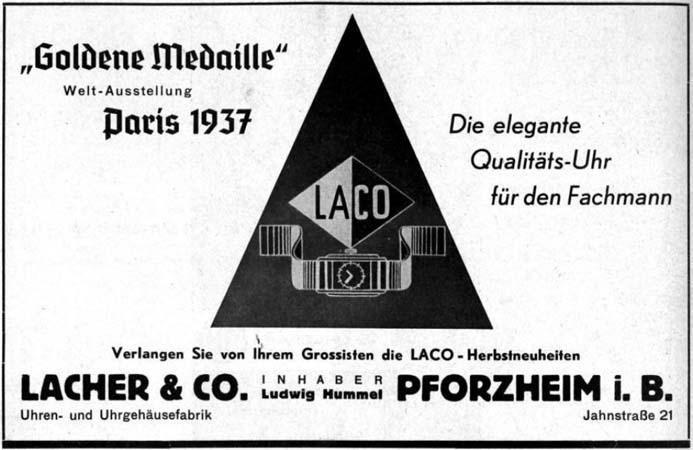 „Goldene Medaille“
Welt-Ausstellung
Paris 1937
Die elegante
Qualitäts-Uhr
für den Fachmann
LACO
Verlangen Sie von Ihrem Grossisten die LACO - Herbstneuheiten
LACHER & CO. INHABER Ludwig Hummel PFORZHEIM i. B.
Uhren- und Uhrgehäusefabrik
Jahnstraße 21